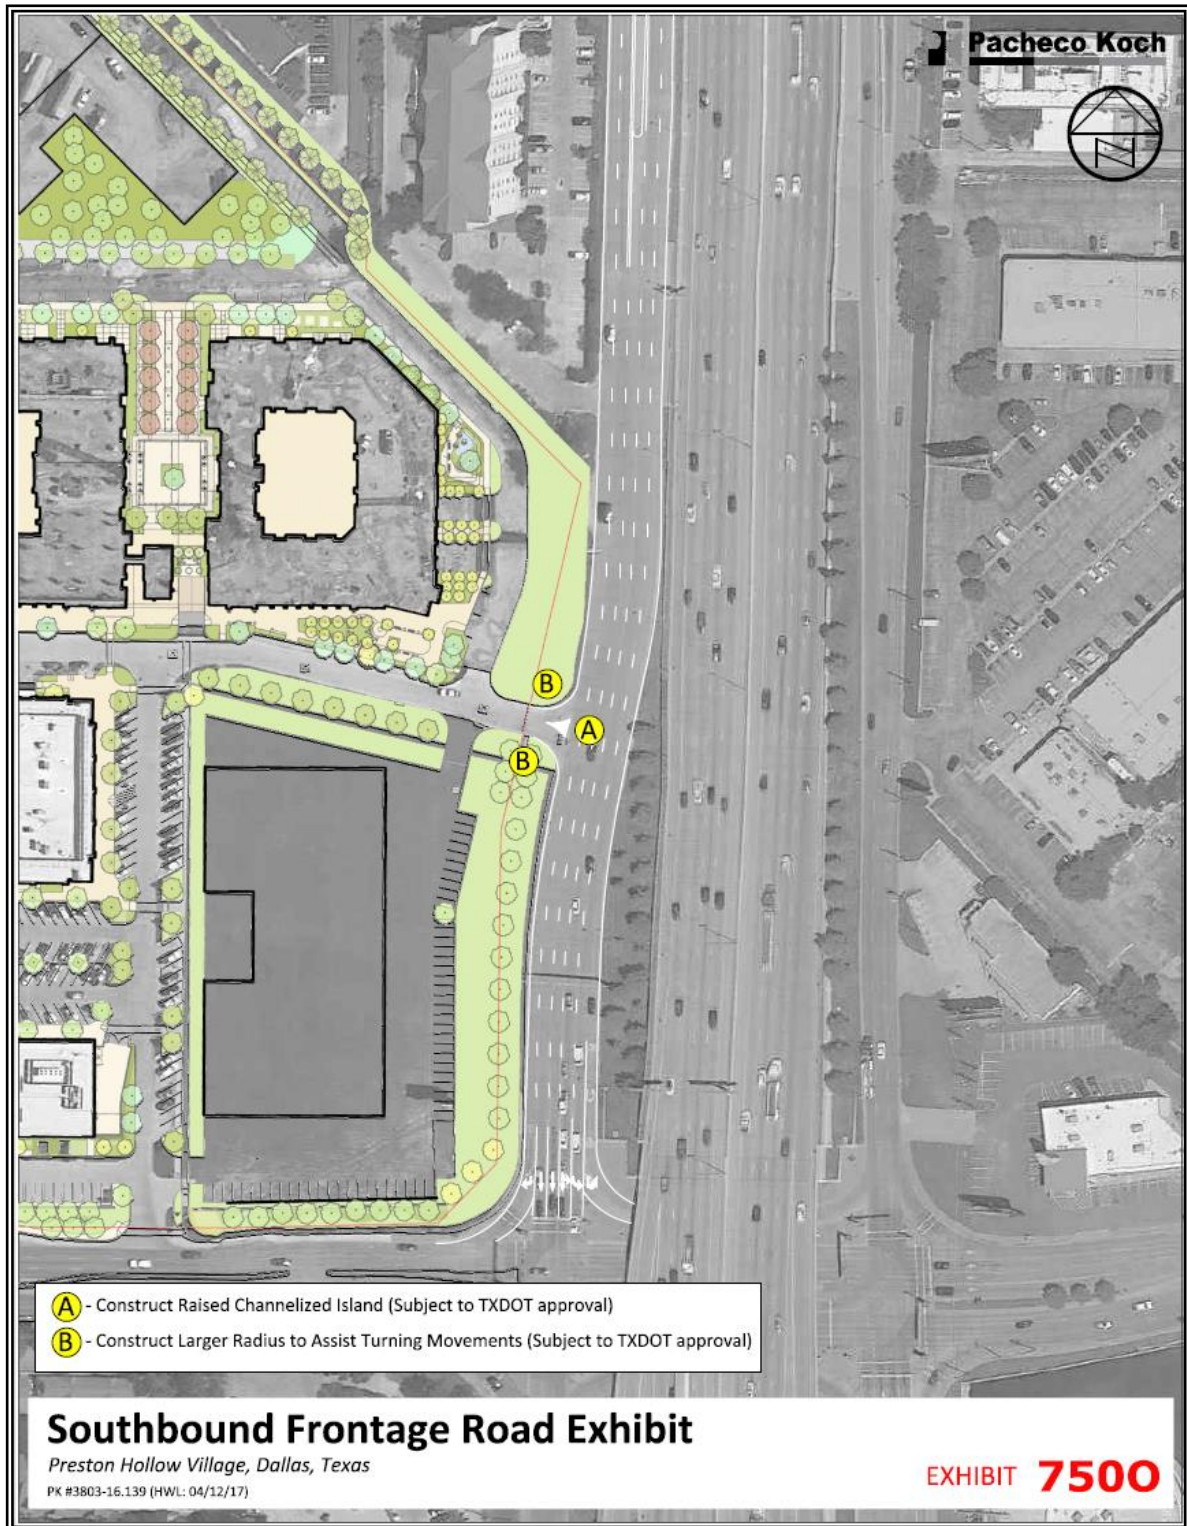 Pacheco Koch
N
B
A
B
A - Construct Raised Channelized Island (Subject to TXDOT approval)
B - Construct Larger Radius to Assist Turning Movements (Subject to TXDOT approval)
Southbound Frontage Road Exhibit
Preston Hollow Village, Dallas, Texas
PK #3803-16.139 (HWL: 04/12/17)
EXHIBIT 750O